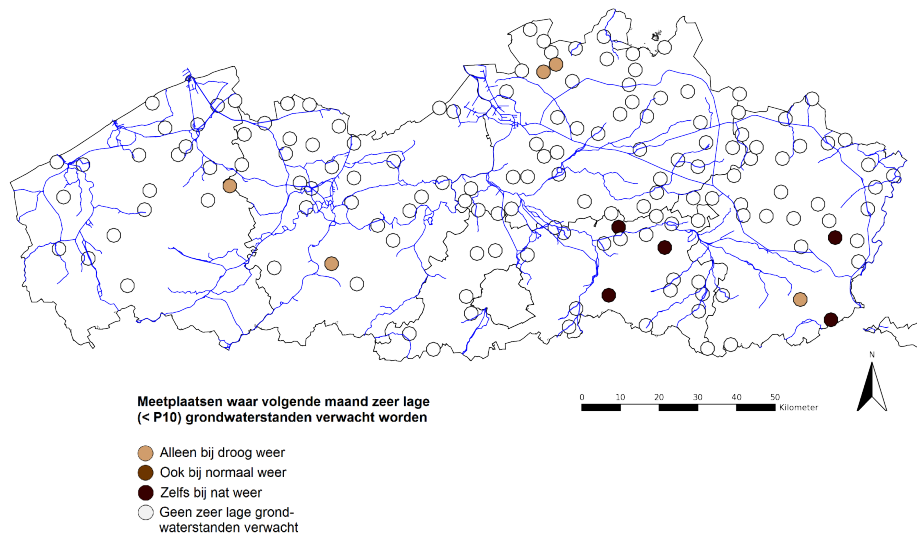 N
0 10 20 30 40 50 Kilometer
Meetplaatsen waar volgende maand zeer lage
(< P10) grondwaterstanden verwacht worden
Alleen bij droog weer
Ook bij normaal weer
Zelfs bij nat weer
Geen zeer lage grond-
waterstanden verwacht